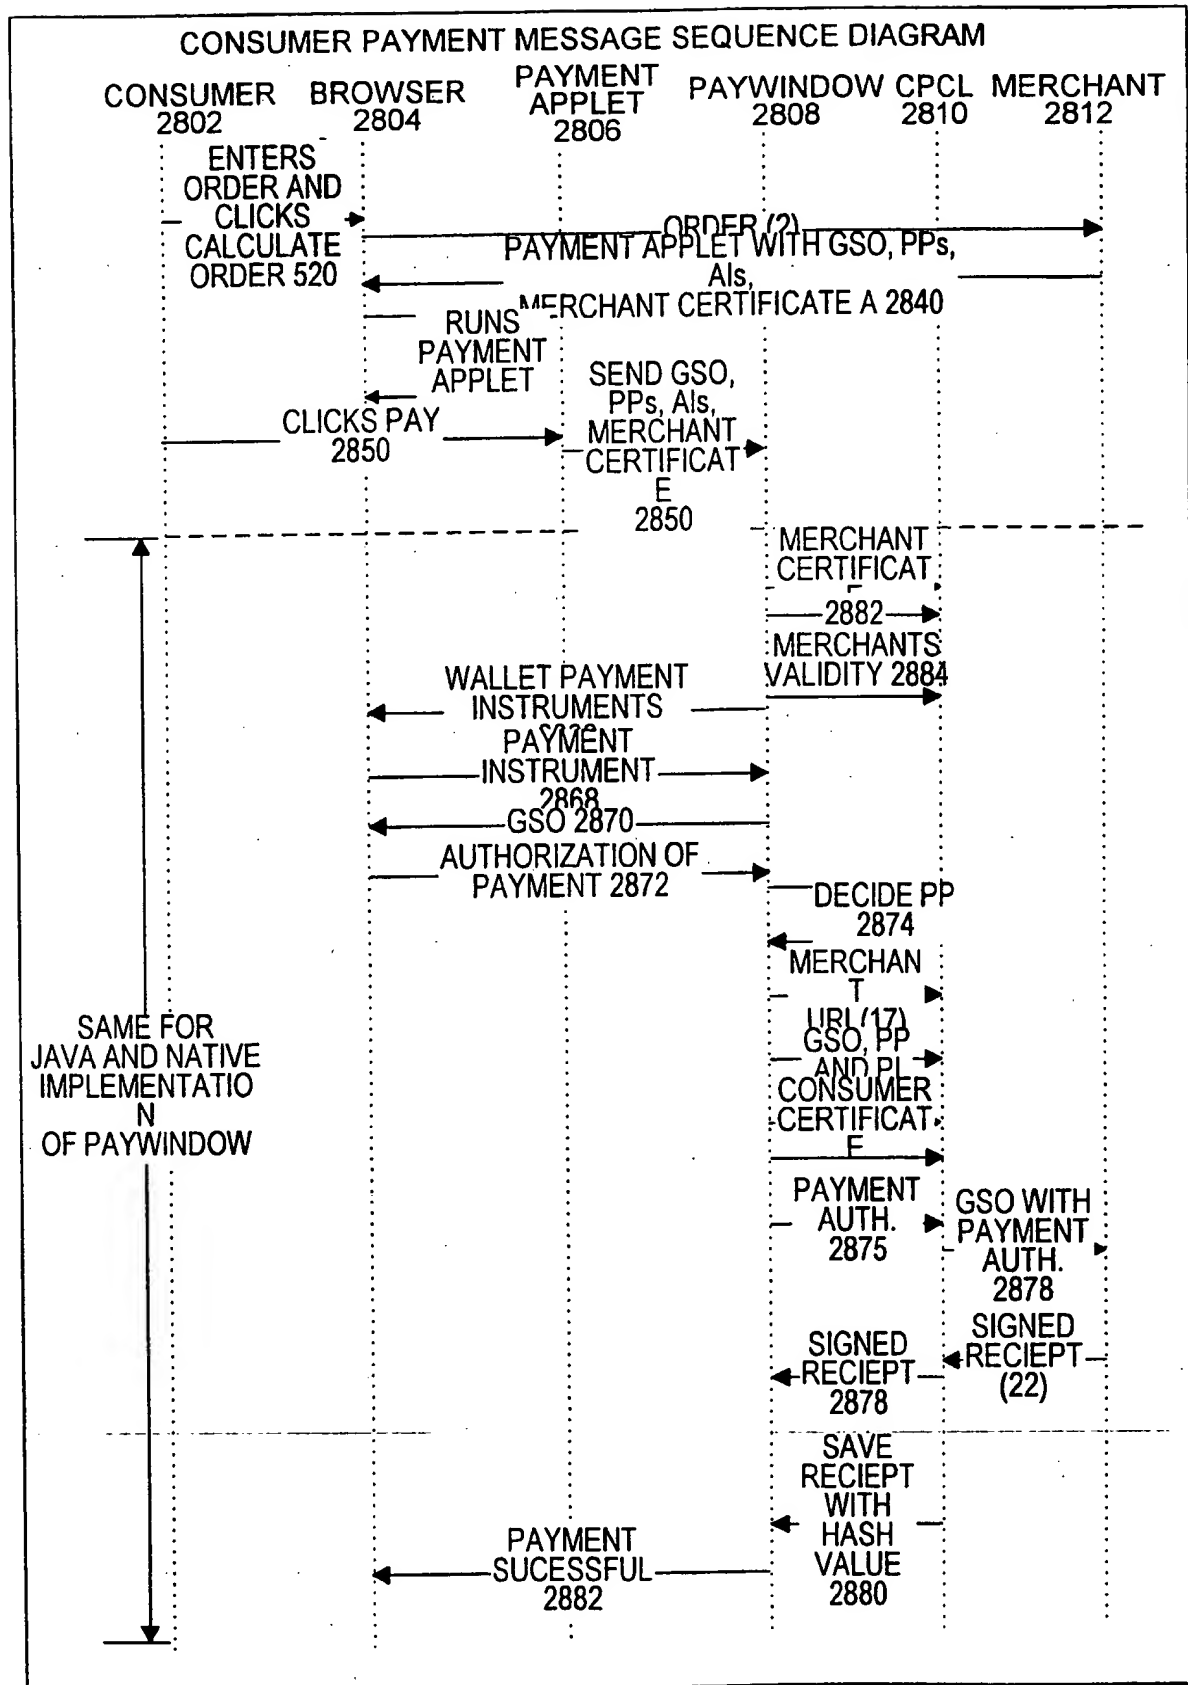 CONSUMER PAYMENT MESSAGE SEQUENCE DIAGRAM
CONSUMER
2802
BROWSER
2804
PAYMENT
APPLET
2806
PAYWINDOW
2808
CPCL
2810
MERCHANT
2812
ENTERS
ORDER AND
CLICKS
CALCULATE
ORDER 520
ORDER (2)
PAYMENT APPLET WITH GSO, PPs,
AIs,
MERCHANT CERTIFICATE A 2840
RUNS
PAYMENT
APPLET
CLICKS PAY
2850
SEND GSO,
PPs, AIs,
MERCHANT
CERTIFICAT
E
2850
MERCHANT
CERTIFICAT
2882
MERCHANTS
VALIDITY 2884
WALLET PAYMENT
INSTRUMENTS
PAYMENT
INSTRUMENT
2868
GSO 2870
AUTHORIZATION OF
PAYMENT 2872
DECIDE PP
2874
MERCHAN
T
URL(17)
GSO, PP
AND PI
CONSUMER
CERTIFICAT
E
PAYMENT
AUTH.
2875
GSO WITH
PAYMENT
AUTH.
2878
SIGNED
RECIEPT
(22)
SIGNED
RECIEPT
2878
SAVE
RECIEPT
WITH
HASH
VALUE
2880
PAYMENT
SUCESSFUL
2882
SAME FOR
JAVA AND NATIVE
IMPLEMENTATIO
N
OF PAYWINDOW